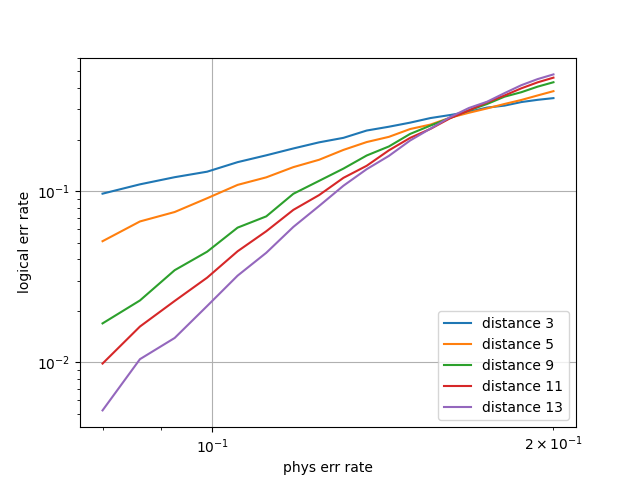 logical err rate
10⁻¹
10⁻²
distance 3
distance 5
distance 9
distance 11
distance 13
10⁻¹
2 × 10⁻¹
phys err rate